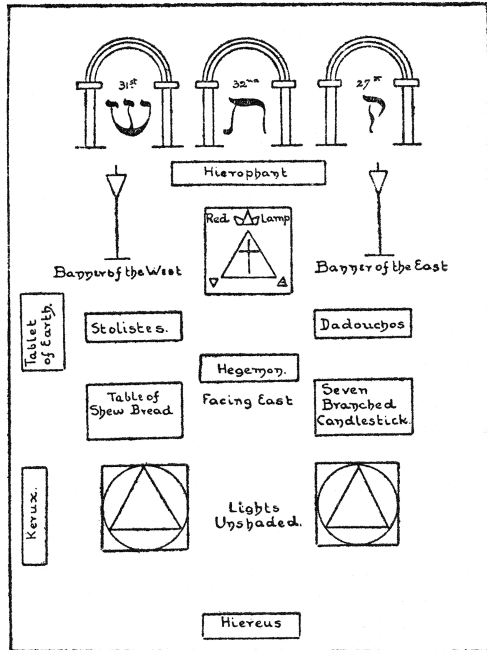 31st
32nd
27th
ש
ת
ק
Hierophant
Red Lamp
Banner of the West
Banner of the East
Tablet
of Earth.
Stolistes.
Dadouchos
Hegemon.
Facing East
Table of
Shew Bread
Seven
Branched
Candlestick.
Kerux.
Lights
Unshaded.
Hiereus